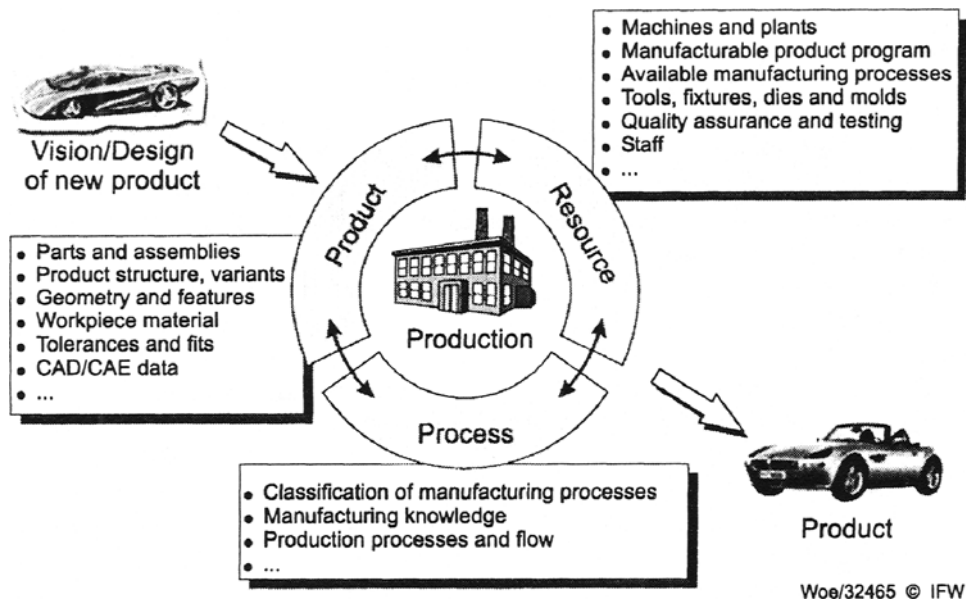 Vision/Design
of new product
• Machines and plants
• Manufacturable product program
• Available manufacturing processes
• Tools, fixtures, dies and molds
• Quality assurance and testing
• Staff
• ...
Product
Resource
• Parts and assemblies
• Product structure, variants
• Geometry and features
• Workpiece material
• Tolerances and fits
• CAD/CAE data
• ...
Production
Process
• Classification of manufacturing processes
• Manufacturing knowledge
• Production processes and flow
• ...
Product
Woe/32465 © IFW